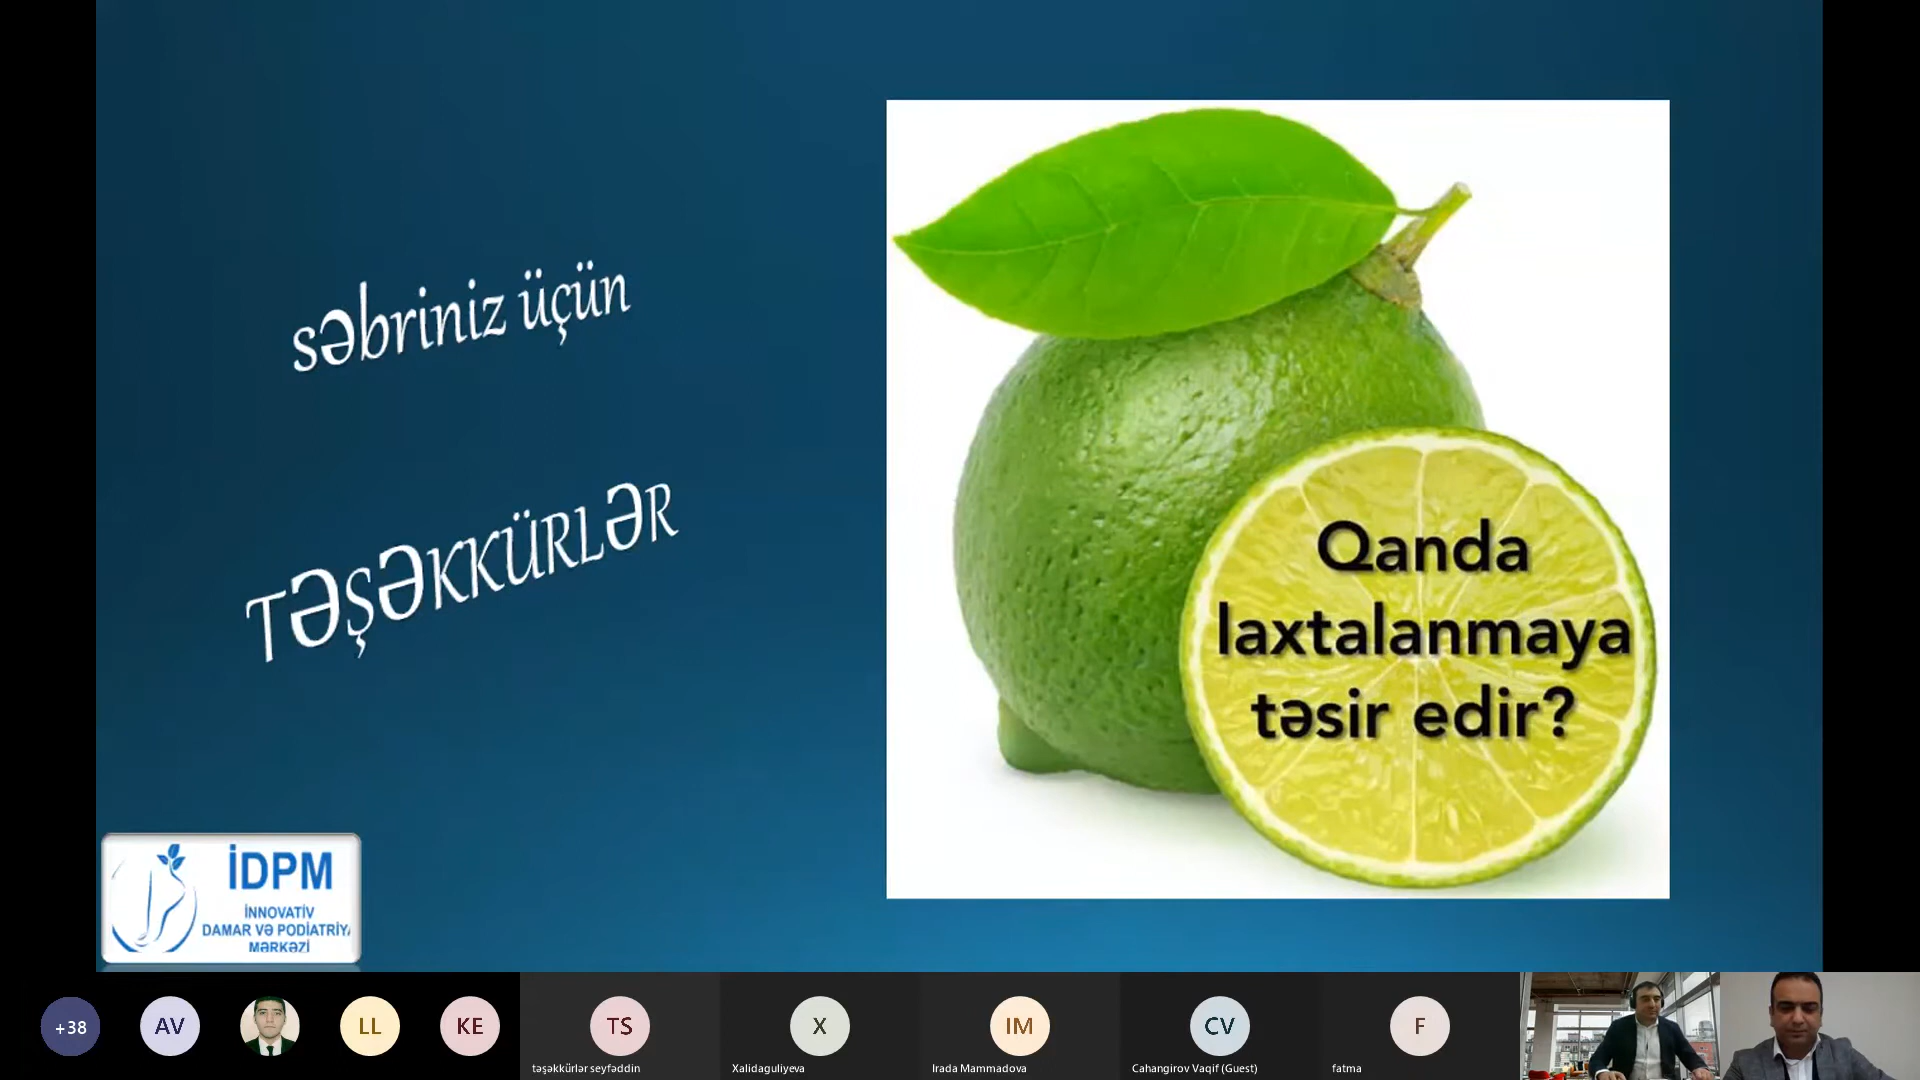 səbriniz üçün
TƏŞƏKKÜRLƏR
Qanda
laxtalanmaya
təsir edir?
İDPM
İNNOVATİV
DAMAR VƏ PODİATRİYA
MƏRKƏZİ
+38
AV
LL
KE
TS
X
IM
CV
F
təşəkkürlər seyfəddin
Xalidaguliyeva
Irada Mammadova
Cahangirov Vaqif (Guest)
fatma